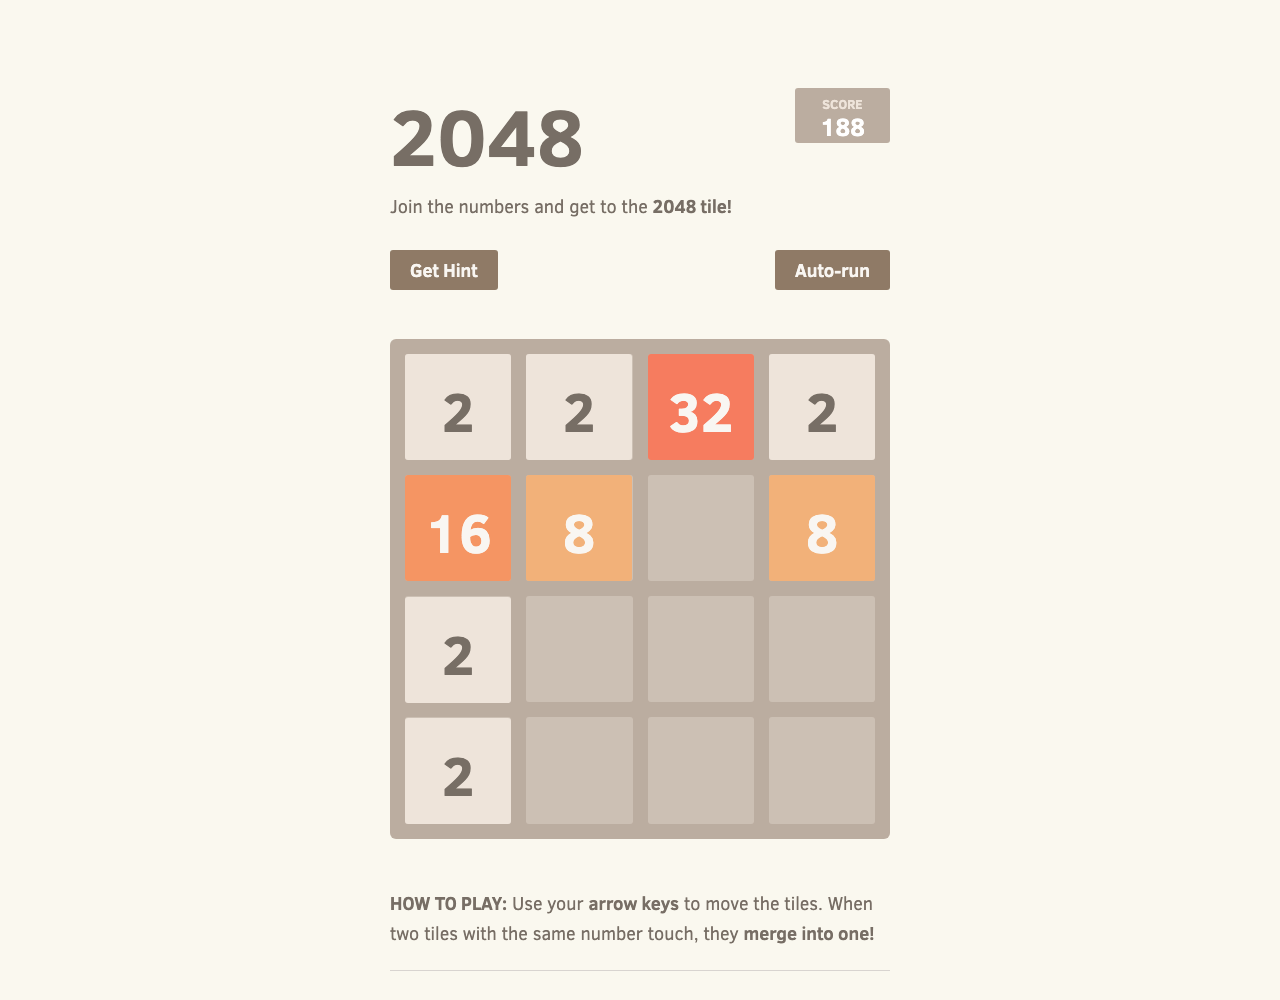 SCORE
188
2048
Join the numbers and get to the 2048 tile!
Get Hint
Auto-run
2 2 32 2
16 8 8
2
2
HOW TO PLAY: Use your arrow keys to move the tiles. When
two tiles with the same number touch, they merge into one!